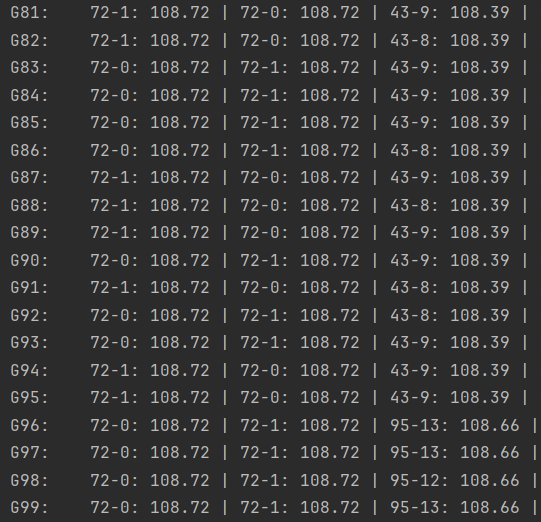 G81:    72-1: 108.72 | 72-0: 108.72 | 43-9: 108.39 |
G82:    72-1: 108.72 | 72-0: 108.72 | 43-8: 108.39 |
G83:    72-0: 108.72 | 72-1: 108.72 | 43-9: 108.39 |
G84:    72-0: 108.72 | 72-1: 108.72 | 43-9: 108.39 |
G85:    72-0: 108.72 | 72-1: 108.72 | 43-9: 108.39 |
G86:    72-0: 108.72 | 72-1: 108.72 | 43-8: 108.39 |
G87:    72-1: 108.72 | 72-0: 108.72 | 43-9: 108.39 |
G88:    72-1: 108.72 | 72-0: 108.72 | 43-8: 108.39 |
G89:    72-1: 108.72 | 72-0: 108.72 | 43-9: 108.39 |
G90:    72-0: 108.72 | 72-1: 108.72 | 43-9: 108.39 |
G91:    72-1: 108.72 | 72-0: 108.72 | 43-8: 108.39 |
G92:    72-0: 108.72 | 72-1: 108.72 | 43-8: 108.39 |
G93:    72-0: 108.72 | 72-1: 108.72 | 43-9: 108.39 |
G94:    72-1: 108.72 | 72-0: 108.72 | 43-9: 108.39 |
G95:    72-1: 108.72 | 72-0: 108.72 | 43-9: 108.39 |
G96:    72-0: 108.72 | 72-1: 108.72 | 95-13: 108.66 |
G97:    72-0: 108.72 | 72-1: 108.72 | 95-13: 108.66 |
G98:    72-0: 108.72 | 72-1: 108.72 | 95-12: 108.66 |
G99:    72-0: 108.72 | 72-1: 108.72 | 95-13: 108.66 |